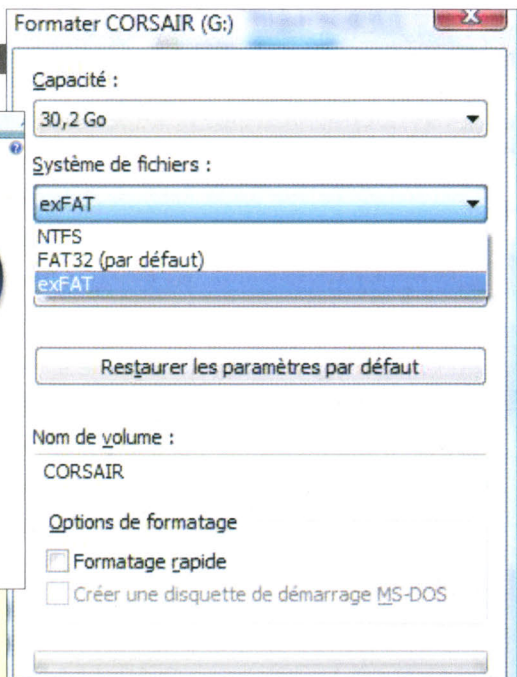 Formater CORSAIR (G:)
Capacité :
30,2 Go
Système de fichiers :
exFAT
NTFS
FAT32 (par défaut)
exFAT
Restaurer les paramètres par défaut
Nom de volume :
CORSAIR
Options de formatage
Formatage rapide
Créer une disquette de démarrage MS-DOS